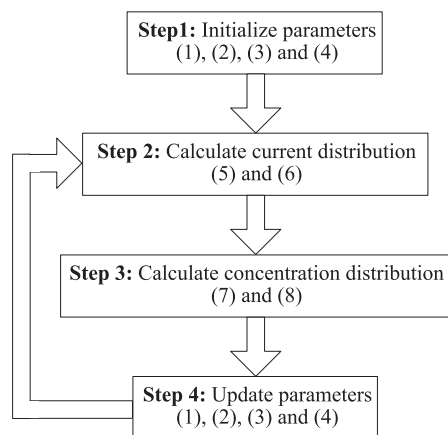 Step1: Initialize parameters
(1), (2), (3) and (4)
Step 2: Calculate current distribution
(5) and (6)
Step 3: Calculate concentration distribution
(7) and (8)
Step 4: Update parameters
(1), (2), (3) and (4)